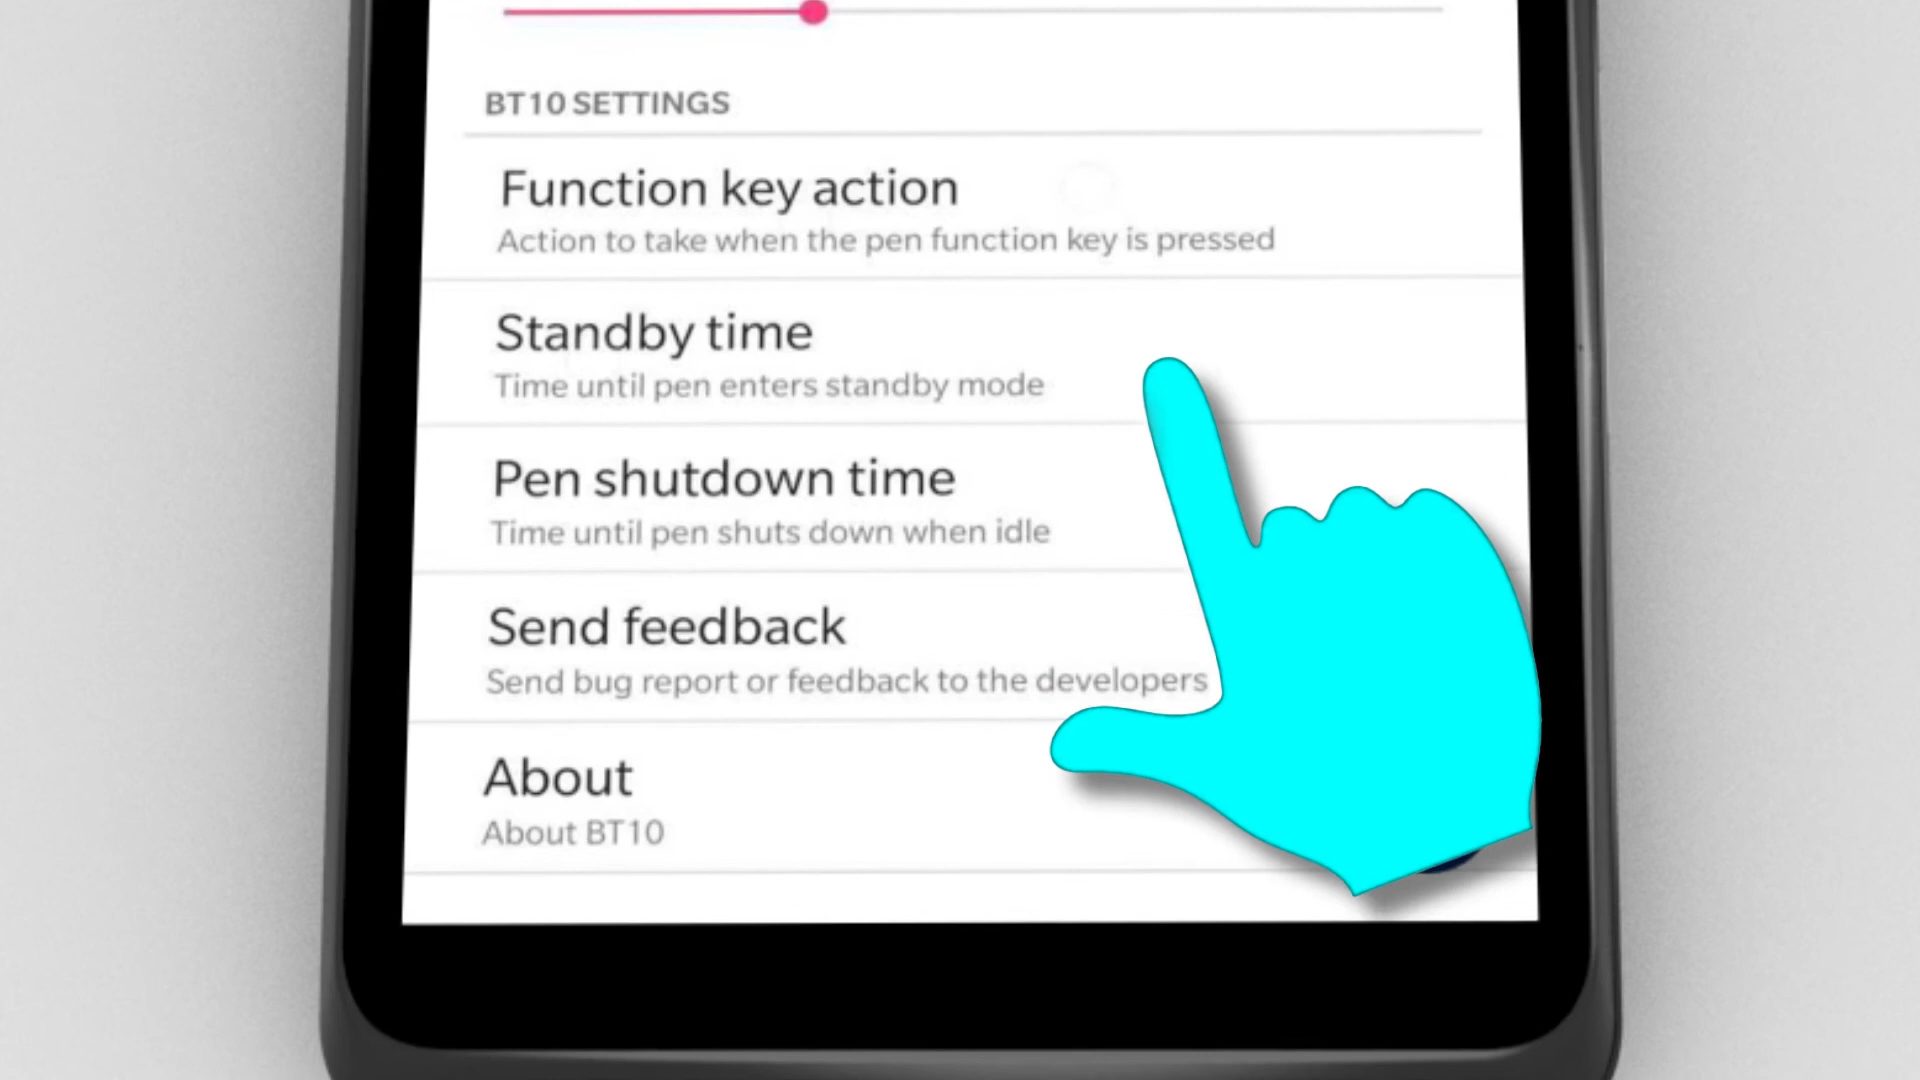 BT10 SETTINGS
Function key action
Action to take when the pen function key is pressed
Standby time
Time until pen enters standby mode
Pen shutdown time
Time until pen shuts down when idle
Send feedback
Send bug report or feedback to the developers
About
About BT10